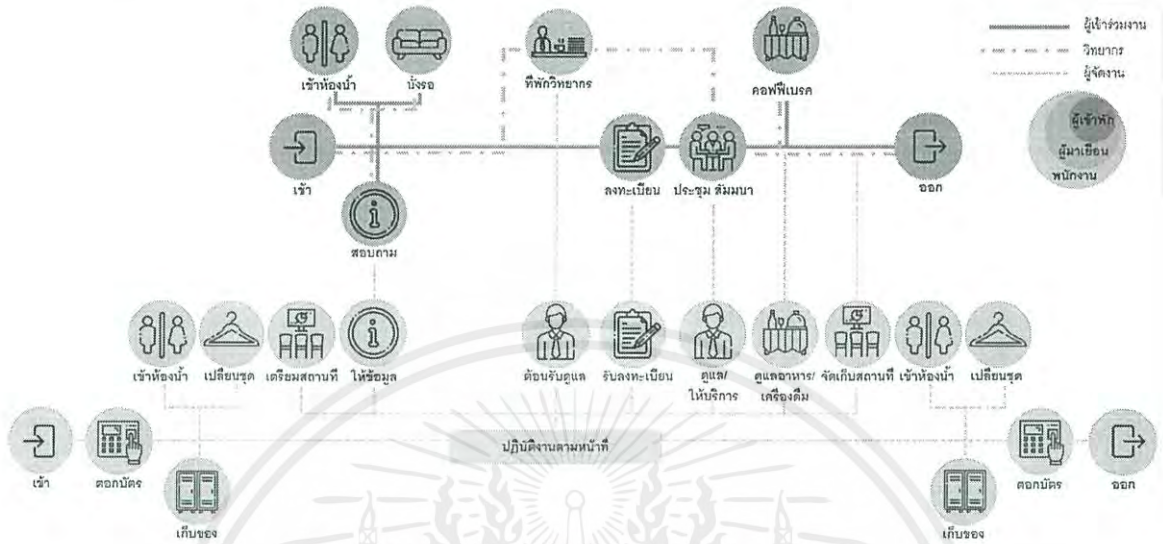 ผู้เข้าร่วมงาน
วิทยากร
ผู้จัดงาน
ผู้เข้าพัก
ผู้มาเยือน
พนักงาน
เข้าห้องน้ำ
นั่งรอ
ที่พักวิทยากร
คอฟฟี่เบรค
เข้า
ลงทะเบียน
ประชุม สัมมนา
ออก
สอบถาม
เข้าห้องน้ำ
เปลี่ยนชุด
เตรียมสถานที่
ให้ข้อมูล
ต้อนรับดูแล
รับลงทะเบียน
ดูแล/
ให้บริการ
ดูแลอาหาร/
เครื่องดื่ม
จัดเก็บสถานที่
เข้าห้องน้ำ
เปลี่ยนชุด
ปฏิบัติงานตามหน้าที่
เข้า
ตอกบัตร
ตอกบัตร
ออก
เก็บของ
เก็บของ